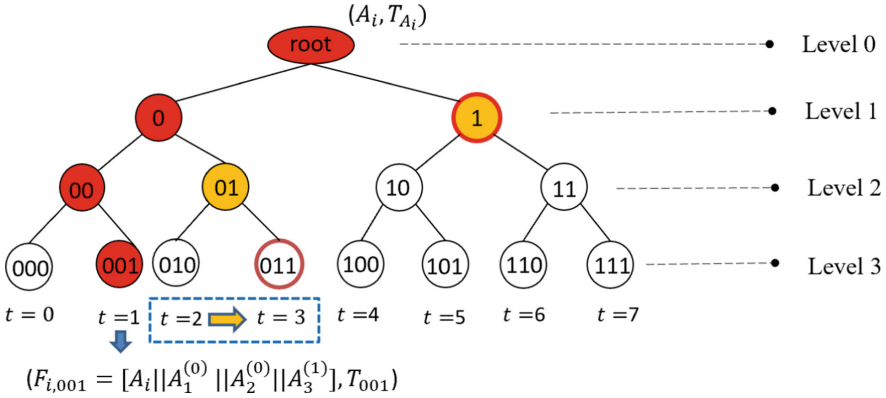 (A_i, T_{A_i})
root Level 0
0 1 Level 1
00 01 10 11 Level 2
000 001 010 011 100 101 110 111 Level 3
t = 0 t =1 t =2 t = 3 t =4 t =5 t =6 t =7
(F_{i,001} = [A_i||A_1^{(0)} ||A_2^{(0)}||A_3^{(1)}], T_{001})